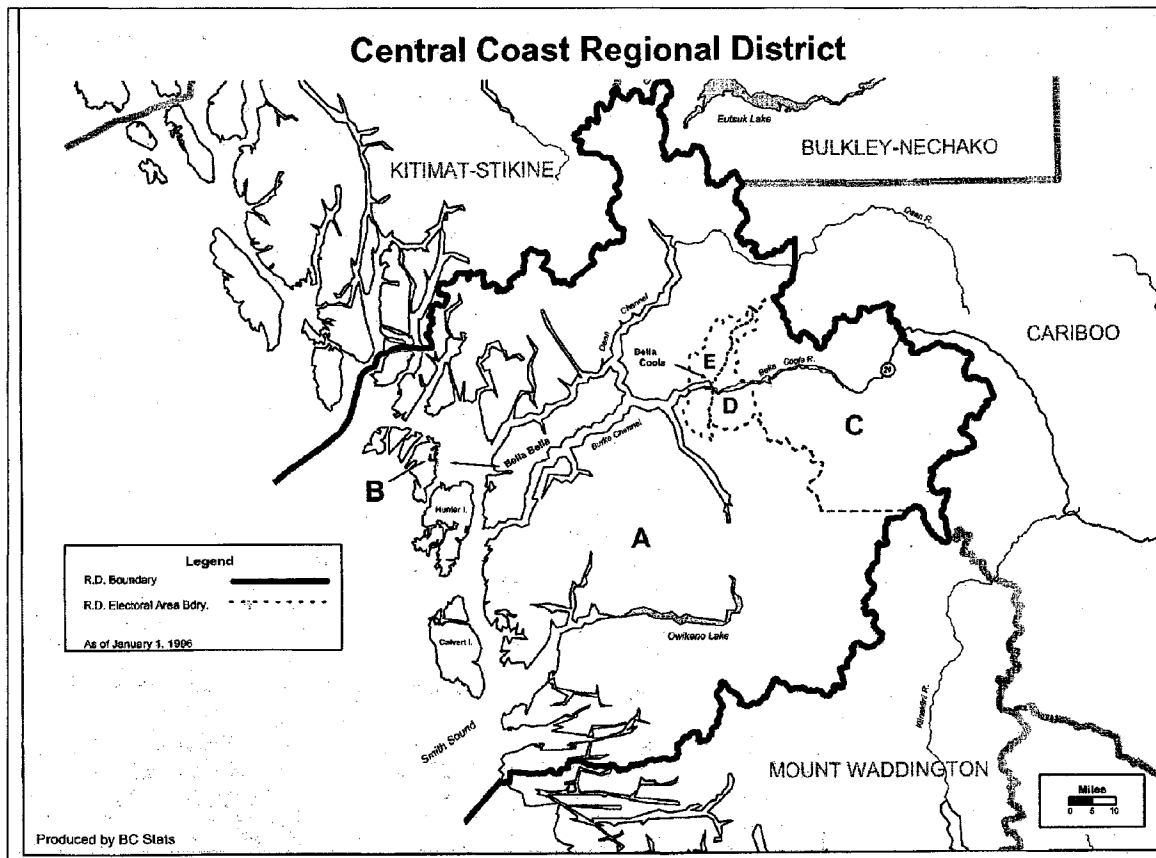 Central Coast Regional District
Eutsuk Lake
BULKLEY-NECHAKO
KITIMAT-STIKINE
Dean R.
Dean Channel
CARIBOO
Bella
Coola
E
Bella Coola R.
20
D
C
Bella Bella
Burke Channel
B
Hunter I.
A
Legend
R.D. Boundary
R.D. Electoral Area Bdry.
As of January 1, 1996
Owikeno Lake
Calvert I.
Smith Sound
MOUNT WADDINGTON
Miles
0 5 10
Produced by BC Stats